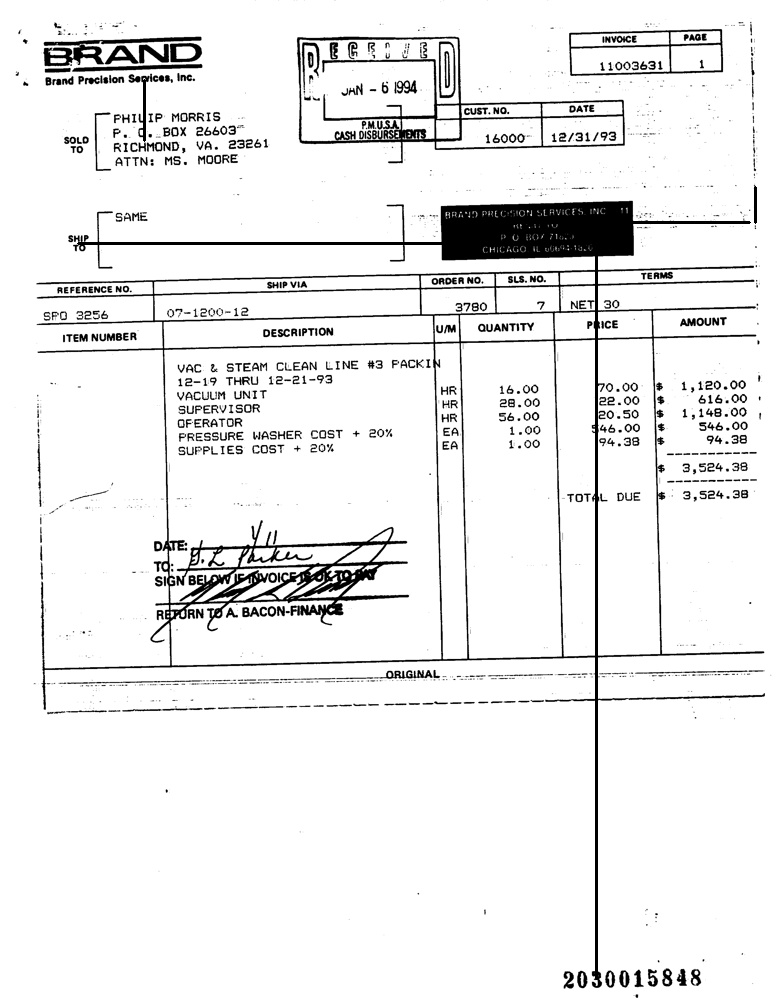 BRAND
Brand Precision Services, Inc.
RECEIVED
JAN - 6 1994
P.M.U.S.A.
CASH DISBURSEMENTS
INVOICE PAGE
11003631 1
CUST. NO. DATE
16000 12/31/93
SOLD TO
PHILIP MORRIS
P. O. BOX 26603
RICHMOND, VA. 23261
ATTN: MS. MOORE
SHIP TO
SAME
BRAND PRECISION SERVICES, INC. 11
P. O. BOX
CHICAGO, IL
REFERENCE NO. SHIP VIA ORDER NO. SLS. NO. TERMS
SPO 3256 07-1200-12 3780 7 NET 30
ITEM NUMBER DESCRIPTION U/M QUANTITY PRICE AMOUNT
VAC & STEAM CLEAN LINE #3 PACKIN
12-19 THRU 12-21-93
VACUUM UNIT HR 16.00 70.00 $ 1,120.00
SUPERVISOR HR 28.00 22.00 $ 616.00
OPERATOR HR 56.00 20.50 $ 1,148.00
PRESSURE WASHER COST + 20% EA 1.00 546.00 $ 546.00
SUPPLIES COST + 20% EA 1.00 94.38 $ 94.38
$ 3,524.38
TOTAL DUE $ 3,524.38
DATE: 1/11
TO: Parker
SIGN BELOW IF INVOICE IS OK TO PAY
RETURN TO A. BACON-FINANCE
ORIGINAL
2030015848